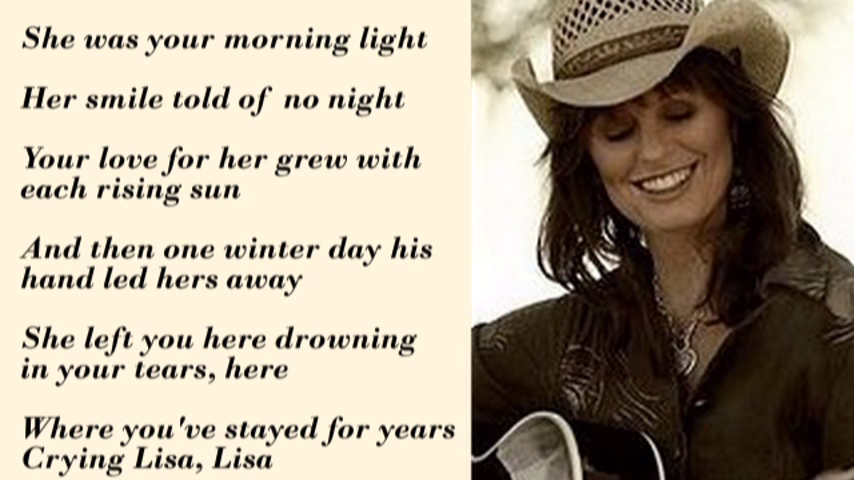 She was your morning light
Her smile told of no night
Your love for her grew with
each rising sun
And then one winter day his
hand led hers away
She left you here drowning
in your tears, here
Where you've stayed for years
Crying Lisa, Lisa